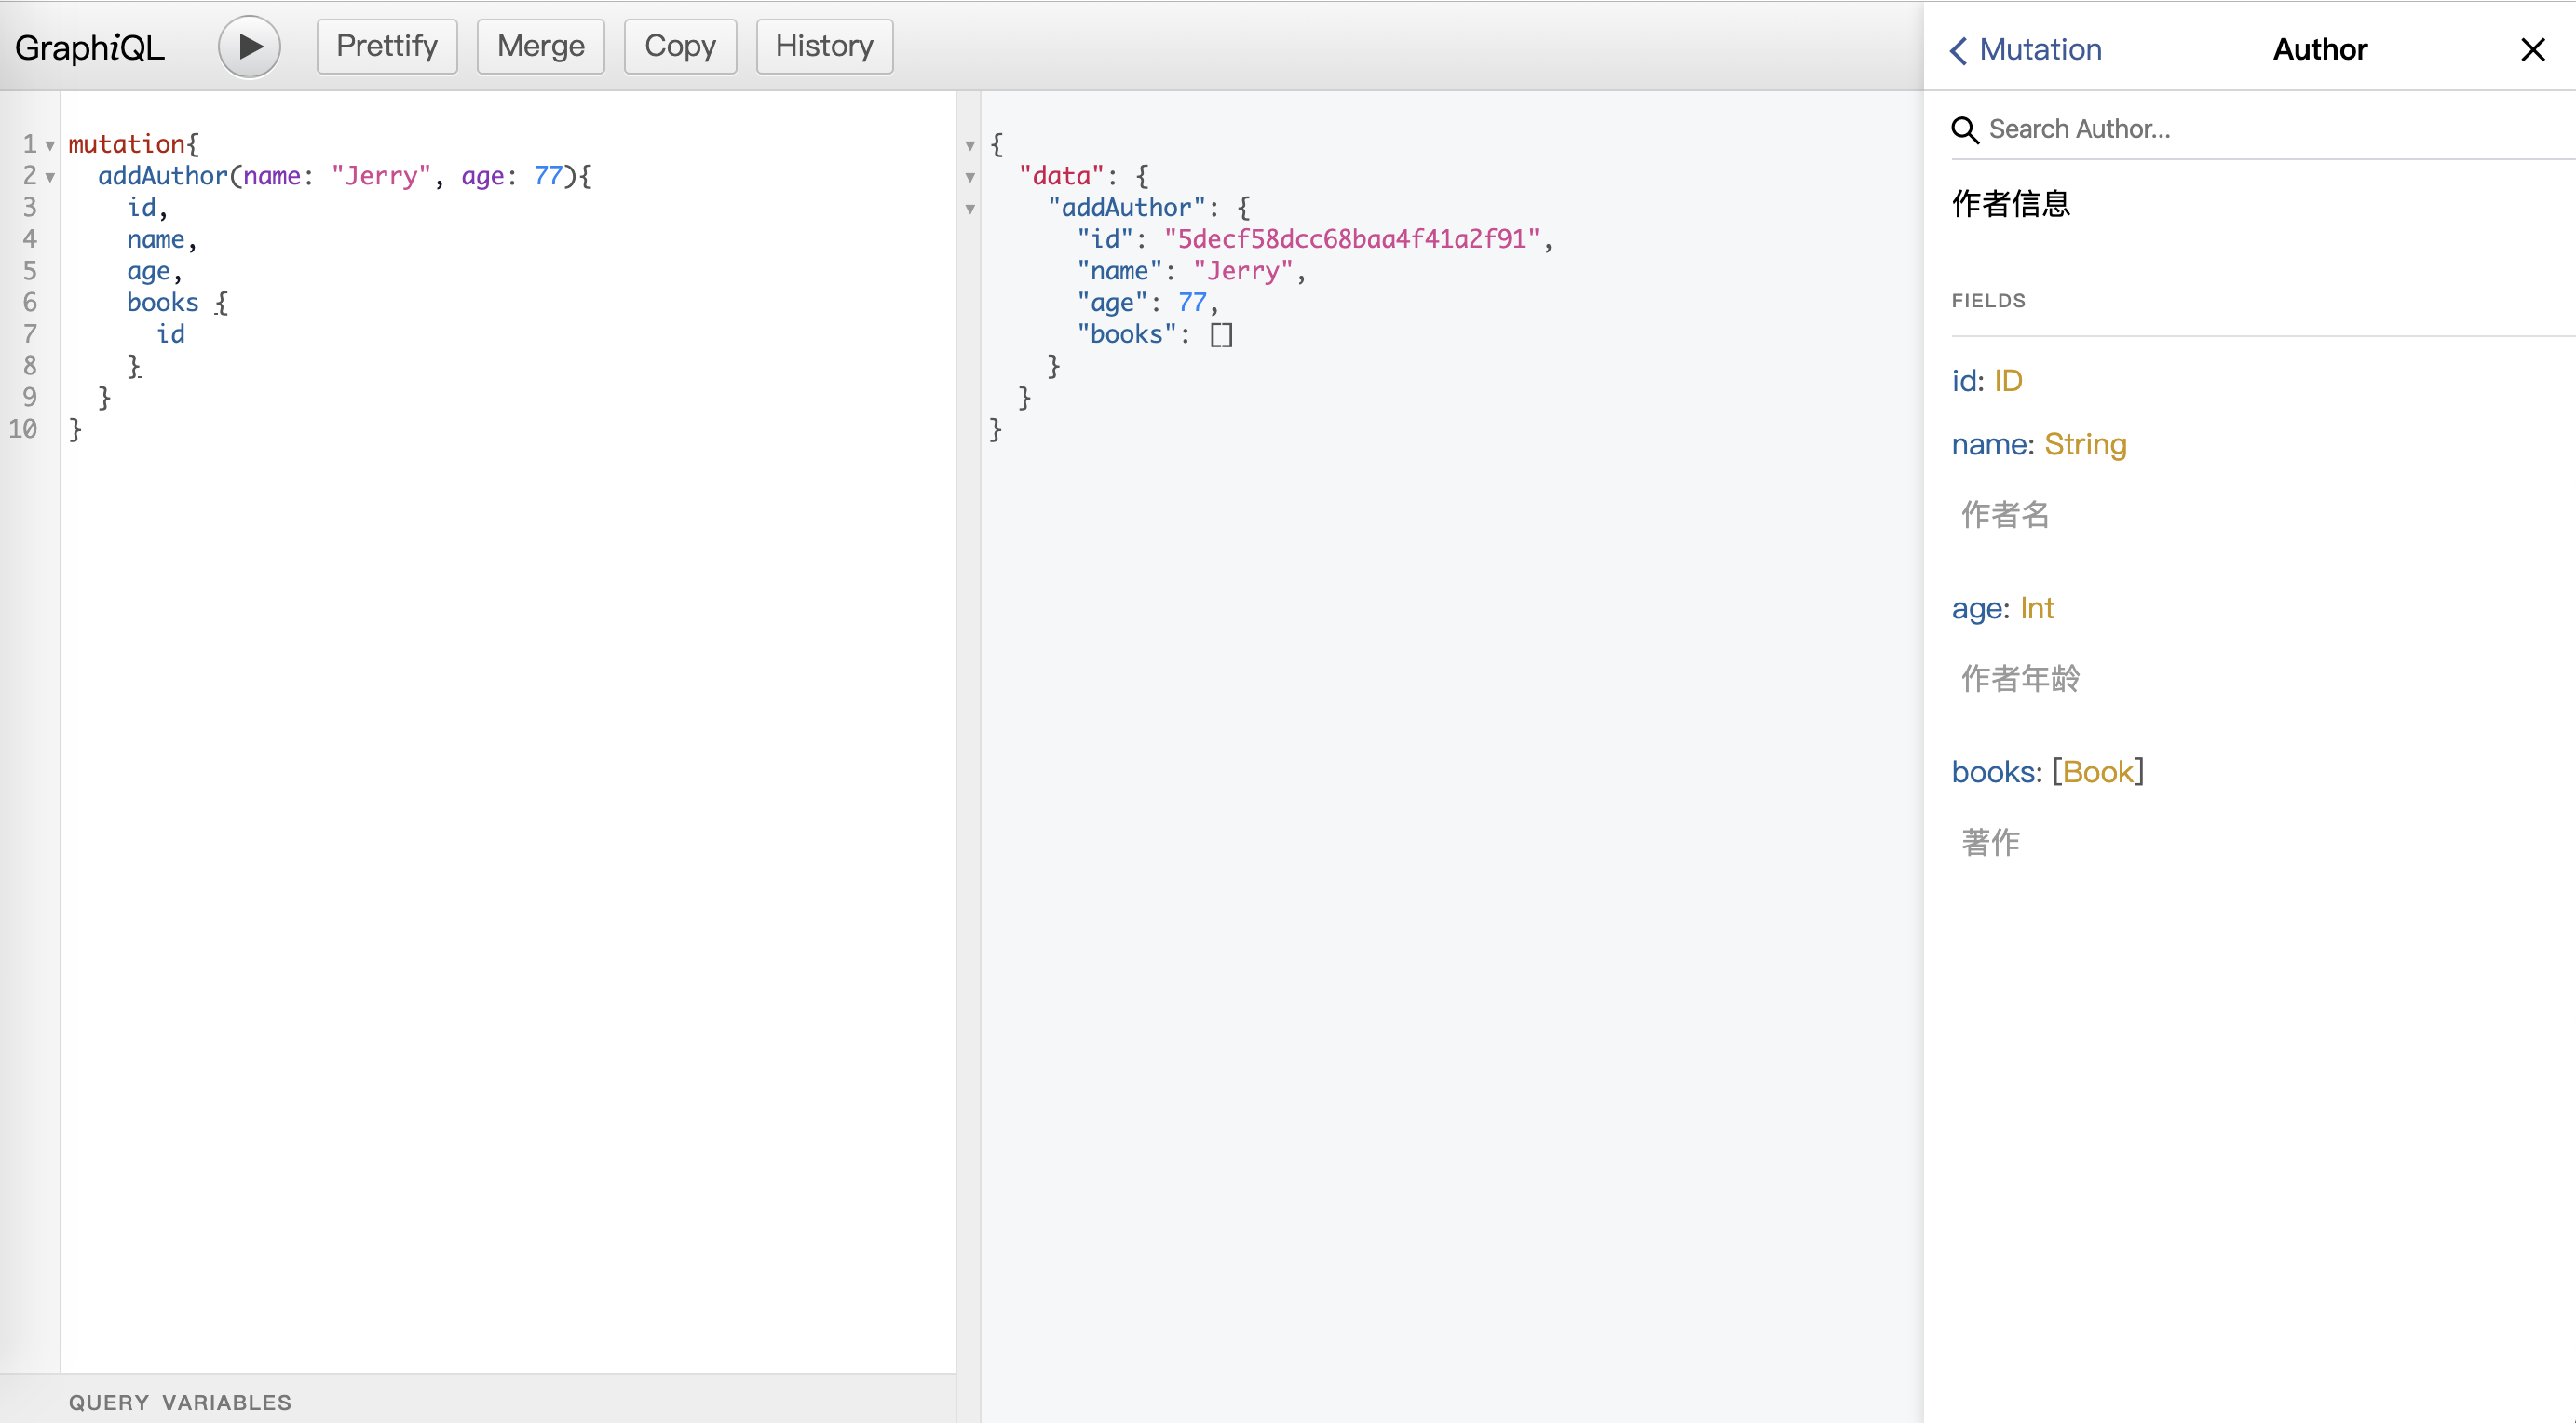 GraphiQL Prettify Merge Copy History
Mutation Author
1 mutation{
2 addAuthor(name: "Jerry", age: 77){
3 id,
4 name,
5 age,
6 books {
7 id
8 }
9 }
10 }
QUERY VARIABLES
{
"data": {
"addAuthor": {
"id": "5decf58dcc68baa4f41a2f91",
"name": "Jerry",
"age": 77,
"books": []
}
}
}
Search Author...
作者信息
FIELDS
id: ID
name: String
作者名
age: Int
作者年龄
books: [Book]
著作